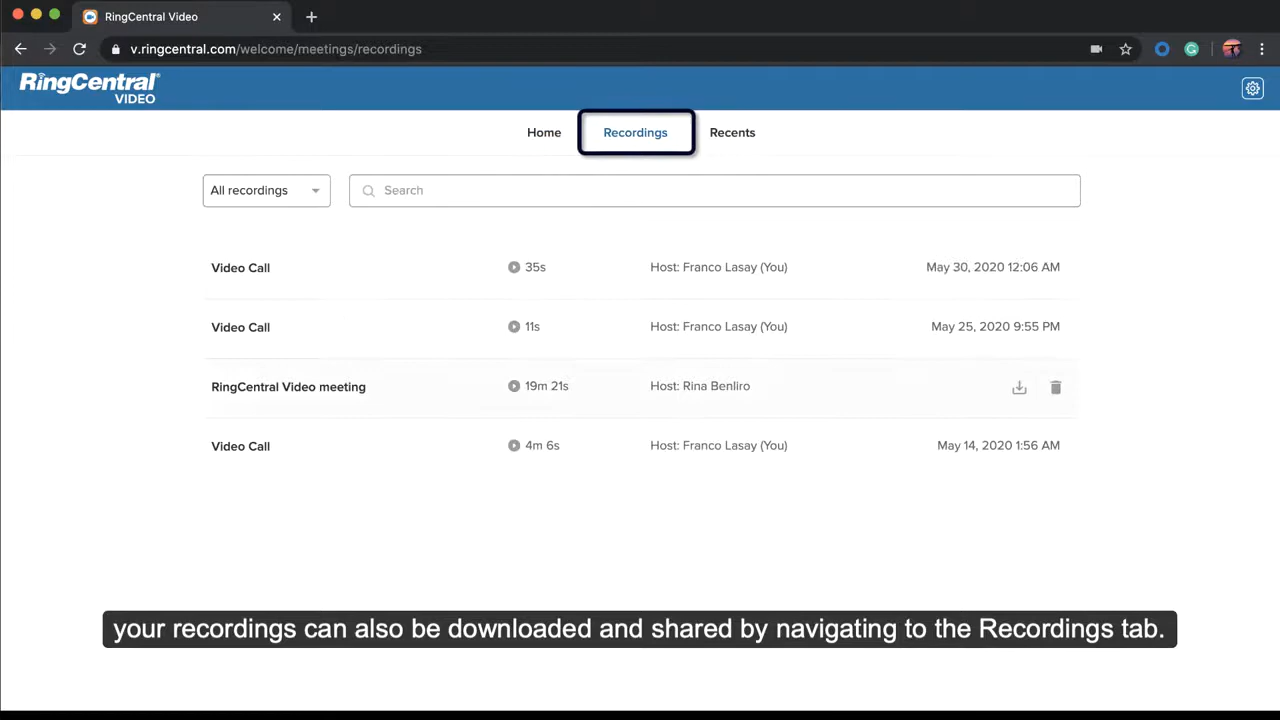 RingCentral Video
v.ringcentral.com/welcome/meetings/recordings
RingCentral®
VIDEO
Home Recordings Recents
All recordings Search
Video Call 35s Host: Franco Lasay (You) May 30, 2020 12:06 AM
Video Call 11s Host: Franco Lasay (You) May 25, 2020 9:55 PM
RingCentral Video meeting 19m 21s Host: Rina Benliro
Video Call 4m 6s Host: Franco Lasay (You) May 14, 2020 1:56 AM
your recordings can also be downloaded and shared by navigating to the Recordings tab.